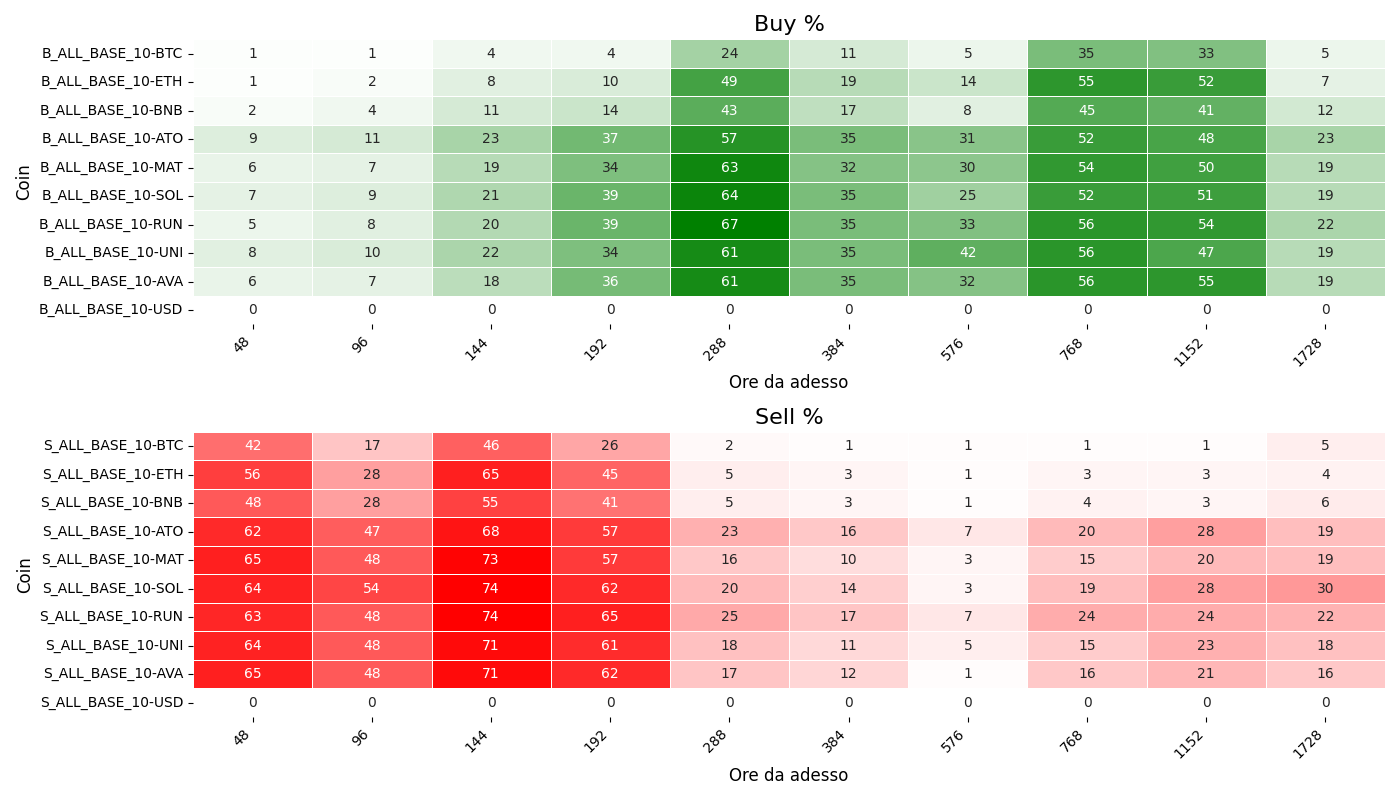 Buy %
Coin
B_ALL_BASE_10-BTC 1 1 4 4 24 11 5 35 33 5
B_ALL_BASE_10-ETH 1 2 8 10 49 19 14 55 52 7
B_ALL_BASE_10-BNB 2 4 11 14 43 17 8 45 41 12
B_ALL_BASE_10-ATO 9 11 23 37 57 35 31 52 48 23
B_ALL_BASE_10-MAT 6 7 19 34 63 32 30 54 50 19
B_ALL_BASE_10-SOL 7 9 21 39 64 35 25 52 51 19
B_ALL_BASE_10-RUN 5 8 20 39 67 35 33 56 54 22
B_ALL_BASE_10-UNI 8 10 22 34 61 35 42 56 47 19
B_ALL_BASE_10-AVA 6 7 18 36 61 35 32 56 55 19
B_ALL_BASE_10-USD 0 0 0 0 0 0 0 0 0 0
48 96 144 192 288 384 576 768 1152 1728
Ore da adesso
Sell %
Coin
S_ALL_BASE_10-BTC 42 17 46 26 2 1 1 1 1 5
S_ALL_BASE_10-ETH 56 28 65 45 5 3 1 3 3 4
S_ALL_BASE_10-BNB 48 28 55 41 5 3 1 4 3 6
S_ALL_BASE_10-ATO 62 47 68 57 23 16 7 20 28 19
S_ALL_BASE_10-MAT 65 48 73 57 16 10 3 15 20 19
S_ALL_BASE_10-SOL 64 54 74 62 20 14 3 19 28 30
S_ALL_BASE_10-RUN 63 48 74 65 25 17 7 24 24 22
S_ALL_BASE_10-UNI 64 48 71 61 18 11 5 15 23 18
S_ALL_BASE_10-AVA 65 48 71 62 17 12 1 16 21 16
S_ALL_BASE_10-USD 0 0 0 0 0 0 0 0 0 0
48 96 144 192 288 384 576 768 1152 1728
Ore da adesso